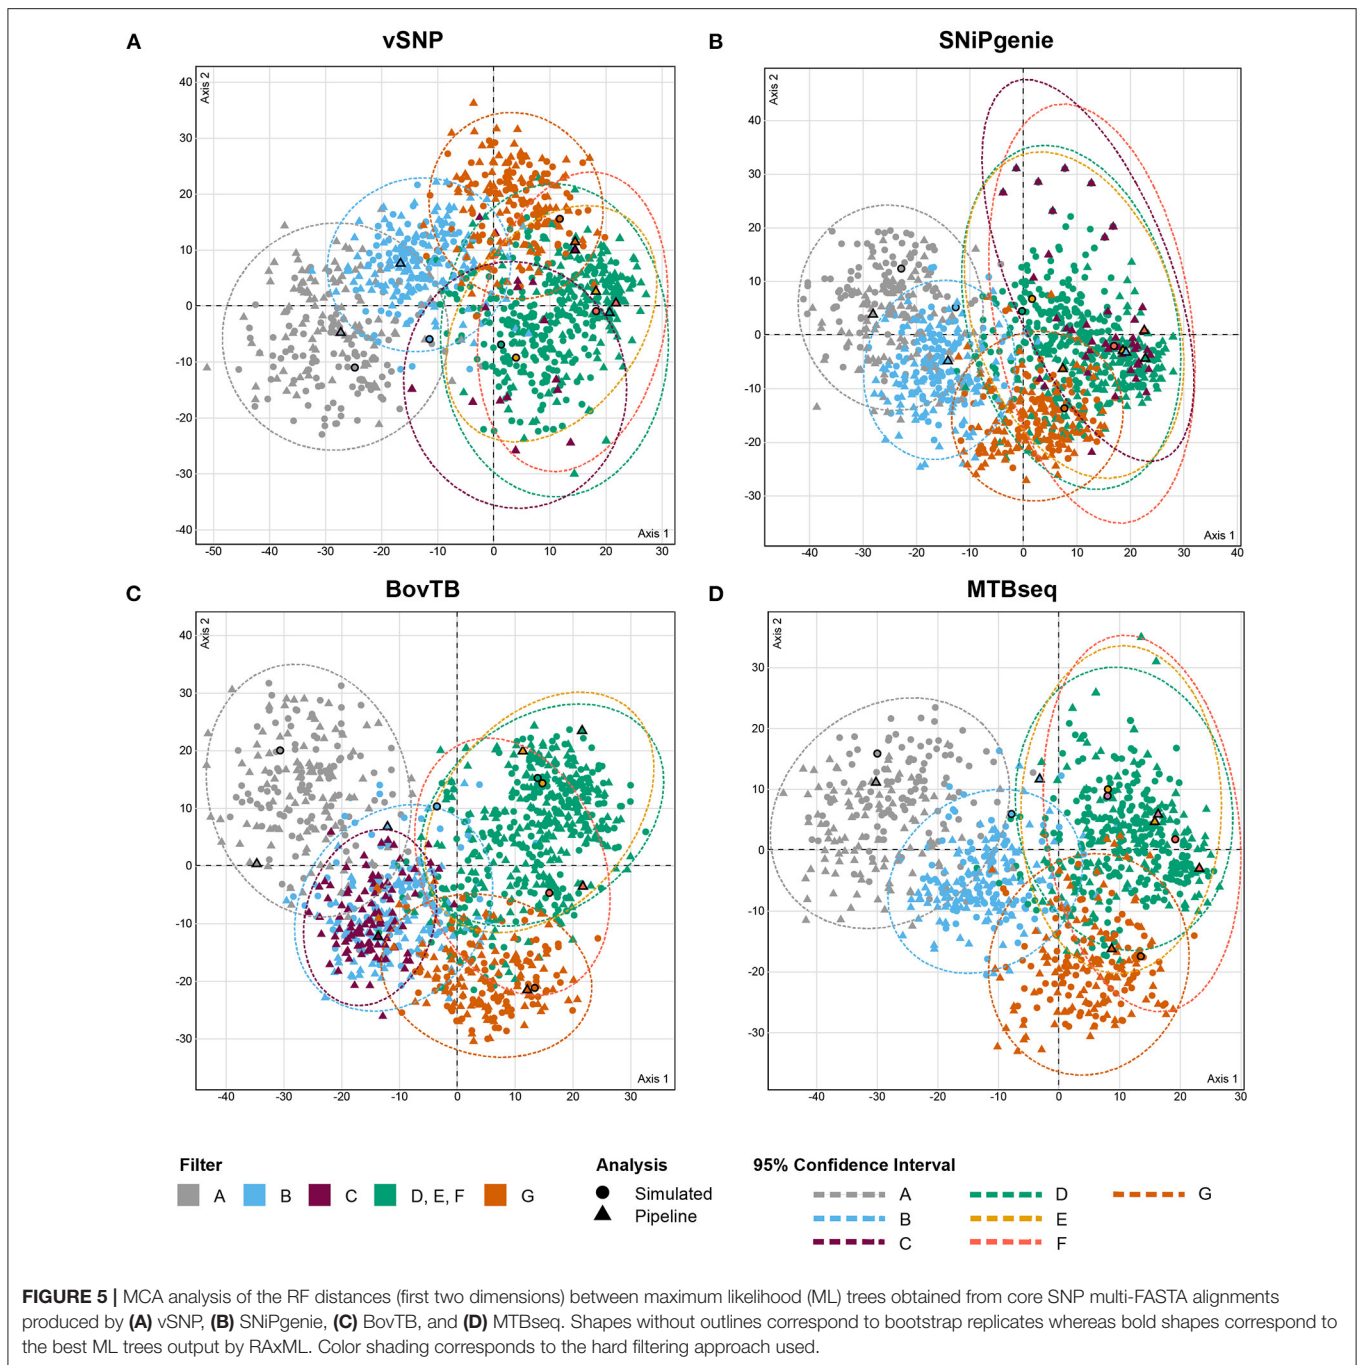 A
vSNP
Axis 2
40
30
20
10
0
-10
-20
-30
-40
Axis 1
-50
-40
-30
-20
-10
0
10
20
30
B
SNiPgenie
Axis 2
40
30
20
10
0
-10
-20
-30
Axis 1
-40
-30
-20
-10
0
10
20
30
40
C
BovTB
Axis 2
40
30
20
10
0
-10
-20
-30
Axis 1
-40
-30
-20
-10
0
10
20
30
D
MTBseq
Axis 2
30
20
10
0
-10
-20
-30
Axis 1
-40
-30
-20
-10
0
10
20
30
Filter
A
B
C
D, E, F
G
Analysis
Simulated
Pipeline
95% Confidence Interval
A
B
C
D
E
F
G
FIGURE 5 | MCA analysis of the RF distances (first two dimensions) between maximum likelihood (ML) trees obtained from core SNP multi-FASTA alignments
produced by (A) vSNP, (B) SNiPgenie, (C) BovTB, and (D) MTBseq. Shapes without outlines correspond to bootstrap replicates whereas bold shapes correspond to
the best ML trees output by RAxML. Color shading corresponds to the hard filtering approach used.